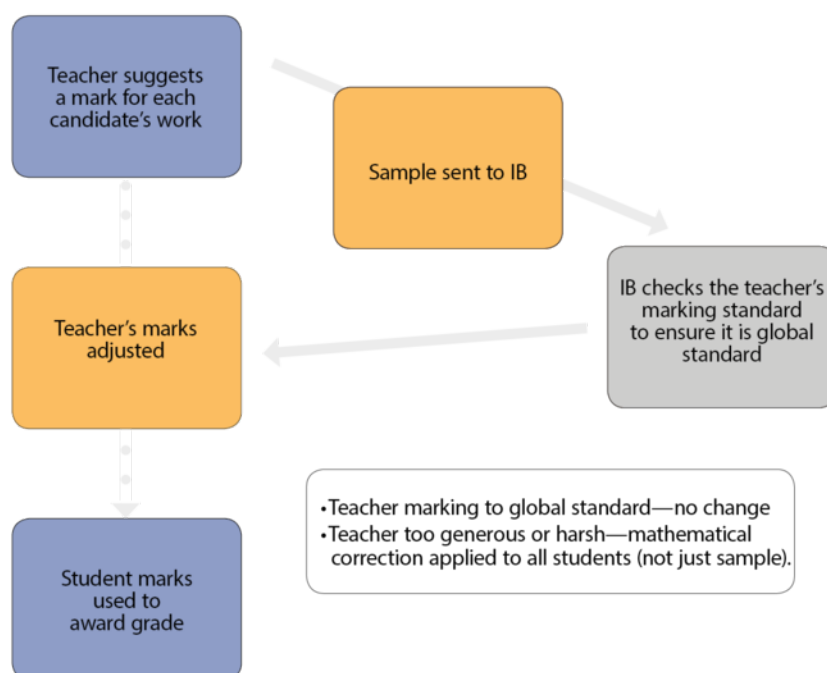 Teacher suggests
a mark for each
candidate's work
Sample sent to IB
IB checks the teacher's
marking standard
to ensure it is global
standard
Teacher's marks
adjusted
•Teacher marking to global standard—no change
•Teacher too generous or harsh—mathematical
correction applied to all students (not just sample).
Student marks
used to
award grade